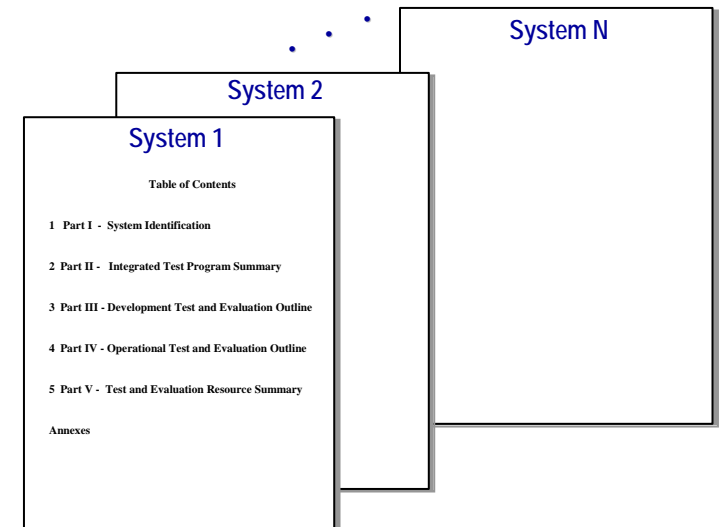 System N
System 2
System 1
Table of Contents
1 Part I - System Identification
2 Part II - Integrated Test Program Summary
3 Part III - Development Test and Evaluation Outline
4 Part IV - Operational Test and Evaluation Outline
5 Part V - Test and Evaluation Resource Summary
Annexes